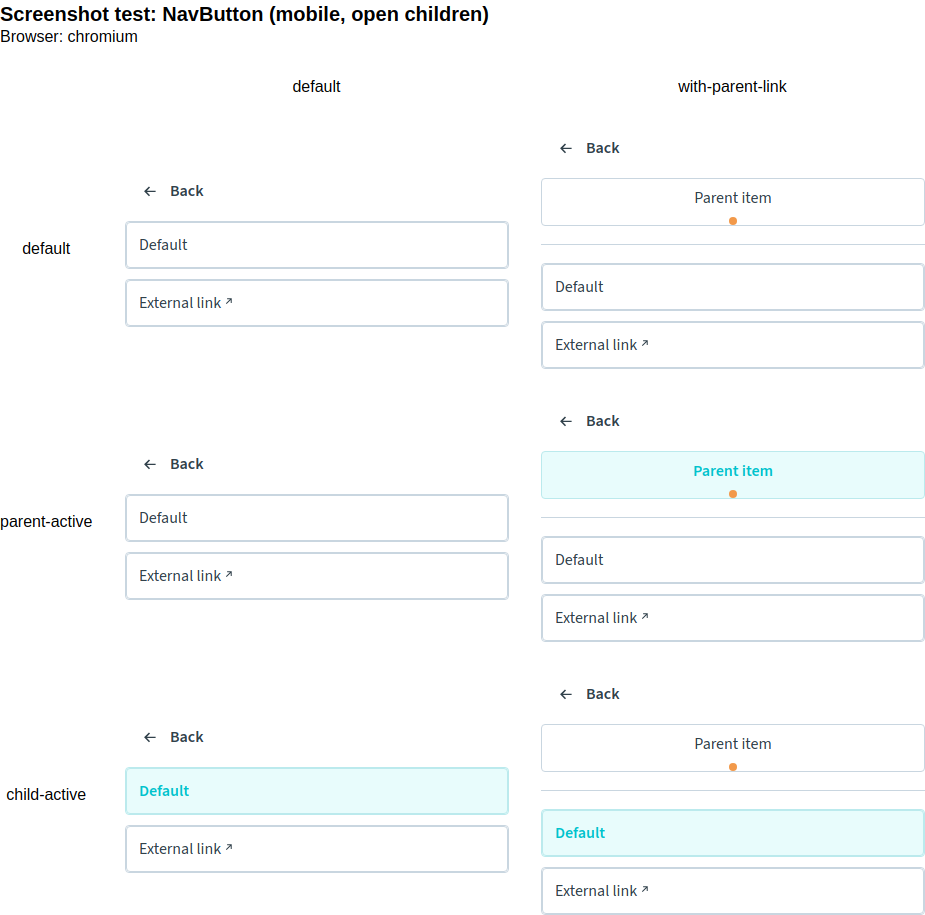 Screenshot test: NavButton (mobile, open children)
Browser: chromium
default with-parent-link
default
← Back
Default
External link ↗
← Back
Parent item
Default
External link ↗
parent-active
← Back
Default
External link ↗
← Back
Parent item
Default
External link ↗
child-active
← Back
Default
External link ↗
← Back
Parent item
Default
External link ↗